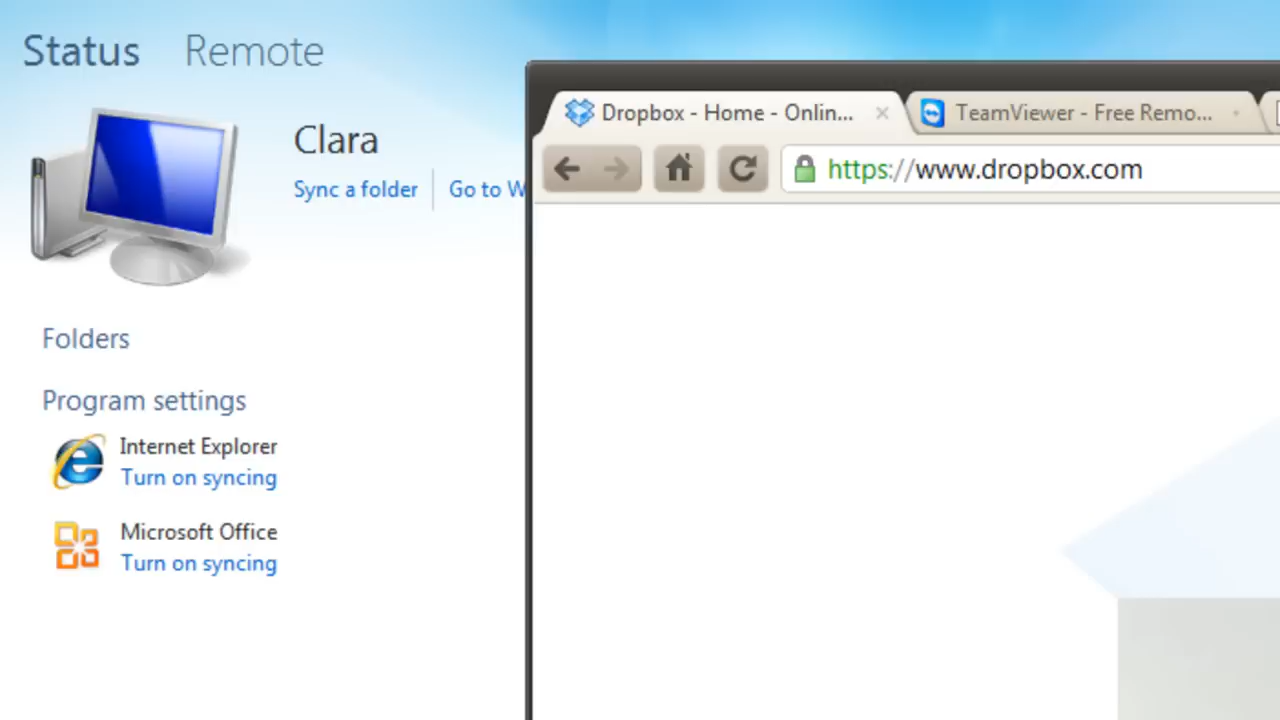 Status Remote
Clara
Sync a folder
Go to W
Folders
Program settings
Internet Explorer
Turn on syncing
Microsoft Office
Turn on syncing
Dropbox - Home - Onlin...
TeamViewer - Free Remo...
https://www.dropbox.com